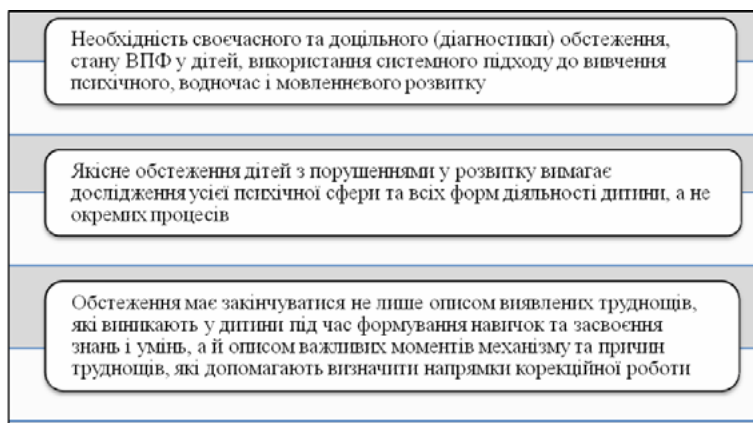 Необхідність своєчасного та доцільного (діагностики) обстеження,
стану ВПФ у дітей, використання системного підходу до вивчення
психічного, водночас і мовленнєвого розвитку
Якісне обстеження дітей з порушеннями у розвитку вимагає
дослідження усієї психічної сфери та всіх форм діяльності дитини, а не
окремих процесів
Обстеження має закінчуватися не лише описом виявлених труднощів,
які виникають у дитини під час формування навичок та засвоєння
знань і умінь, а й описом важливих моментів механізму та причин
труднощів, які допомагають визначити напрямки корекційної роботи